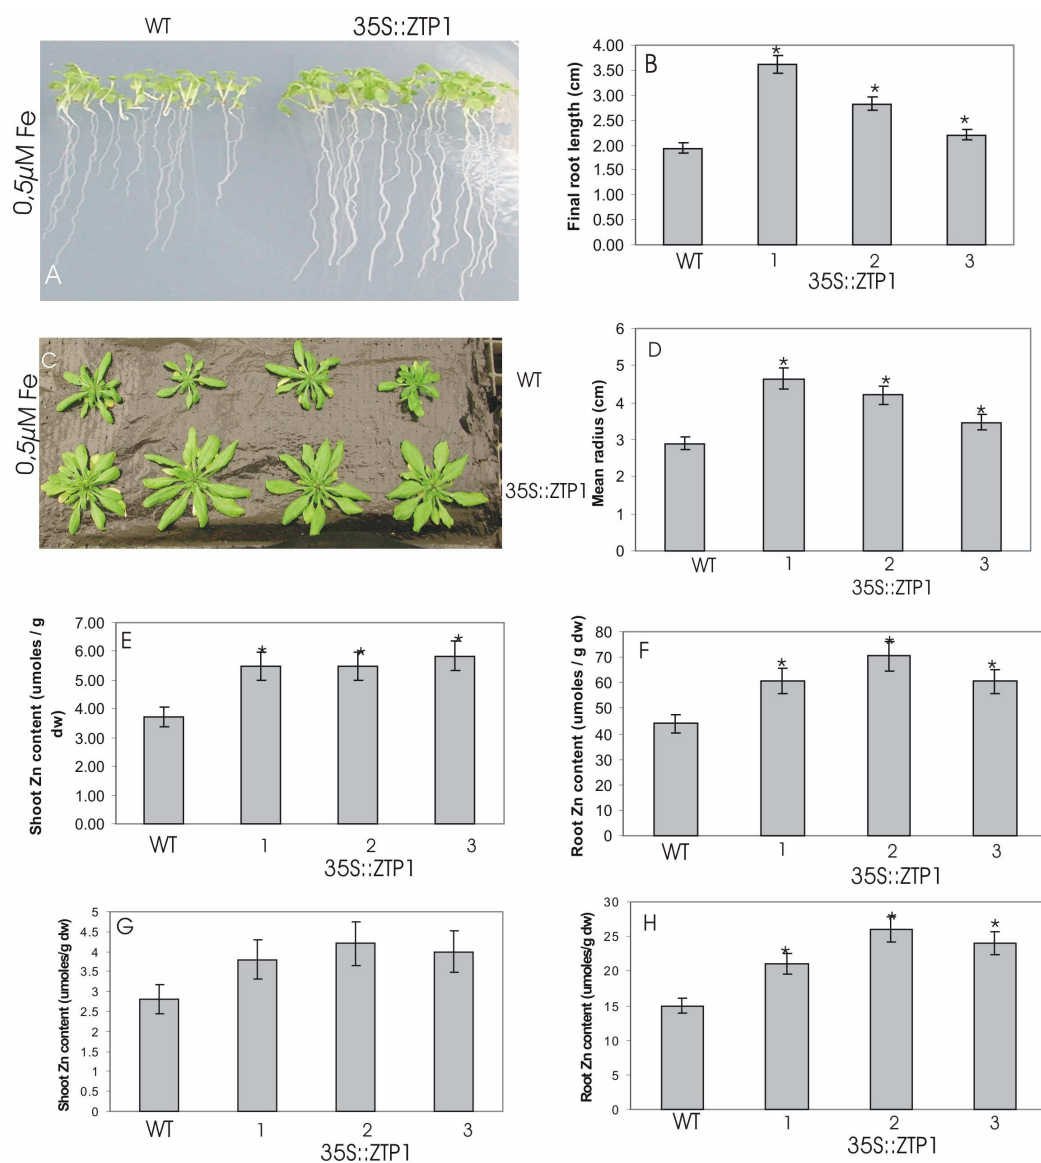 WT 35S::ZTP1
0,5µM Fe
A
B
Final root length (cm)
4.00
3.50
3.00
2.50
2.00
1.50
1.00
0.50
0.00
* * *
WT 1 2 3
35S::ZTP1
0,5µM Fe
C
WT
35S::ZTP1
D
Mean radius (cm)
6
5
4
3
2
1
0
* * *
WT 1 2 3
35S::ZTP1
E
Shoot Zn content (umoles / g
dw)
7.00
6.00
5.00
4.00
3.00
2.00
1.00
0.00
* * *
WT 1 2 3
35S::ZTP1
F
Root Zn content (umoles / g dw)
80
70
60
50
40
30
20
10
0
* * *
WT 1 2 3
35S::ZTP1
G
Shoot Zn content (umoles/g dw)
5
4.5
4
3.5
3
2.5
2
1.5
1
0.5
0
WT 1 2 3
35S::ZTP1
H
Root Zn content (umoles/g dw)
30
25
20
15
10
5
0
* * *
WT 1 2 3
35S::ZTP1